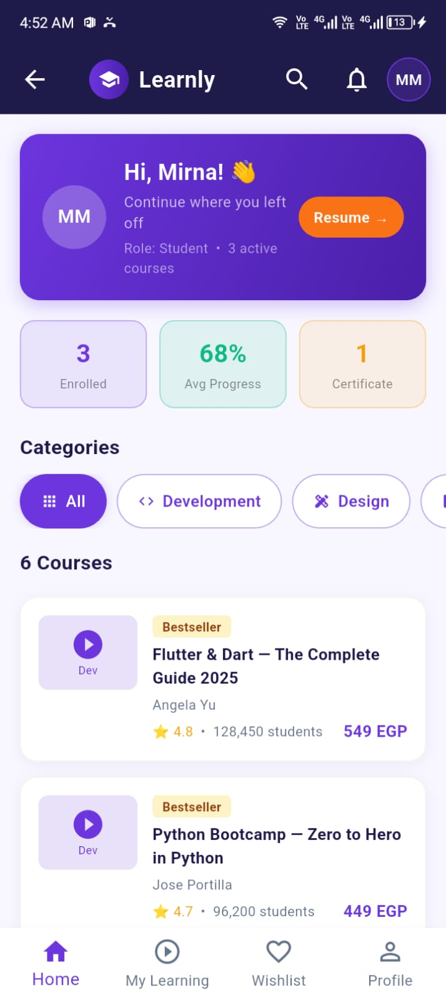 4:52 AM Vo LTE 4G Vo LTE 4G 13
Learnly MM
MM
Hi, Mirna! 👋
Continue where you left
off
Role: Student • 3 active
courses
Resume →
3 68% 1
Enrolled Avg Progress Certificate
Categories
All Development Design
6 Courses
Dev
Bestseller
Flutter & Dart — The Complete
Guide 2025
Angela Yu
⭐ 4.8 • 128,450 students 549 EGP
Dev
Bestseller
Python Bootcamp — Zero to Hero
in Python
Jose Portilla
⭐ 4.7 • 96,200 students 449 EGP
Home My Learning Wishlist Profile